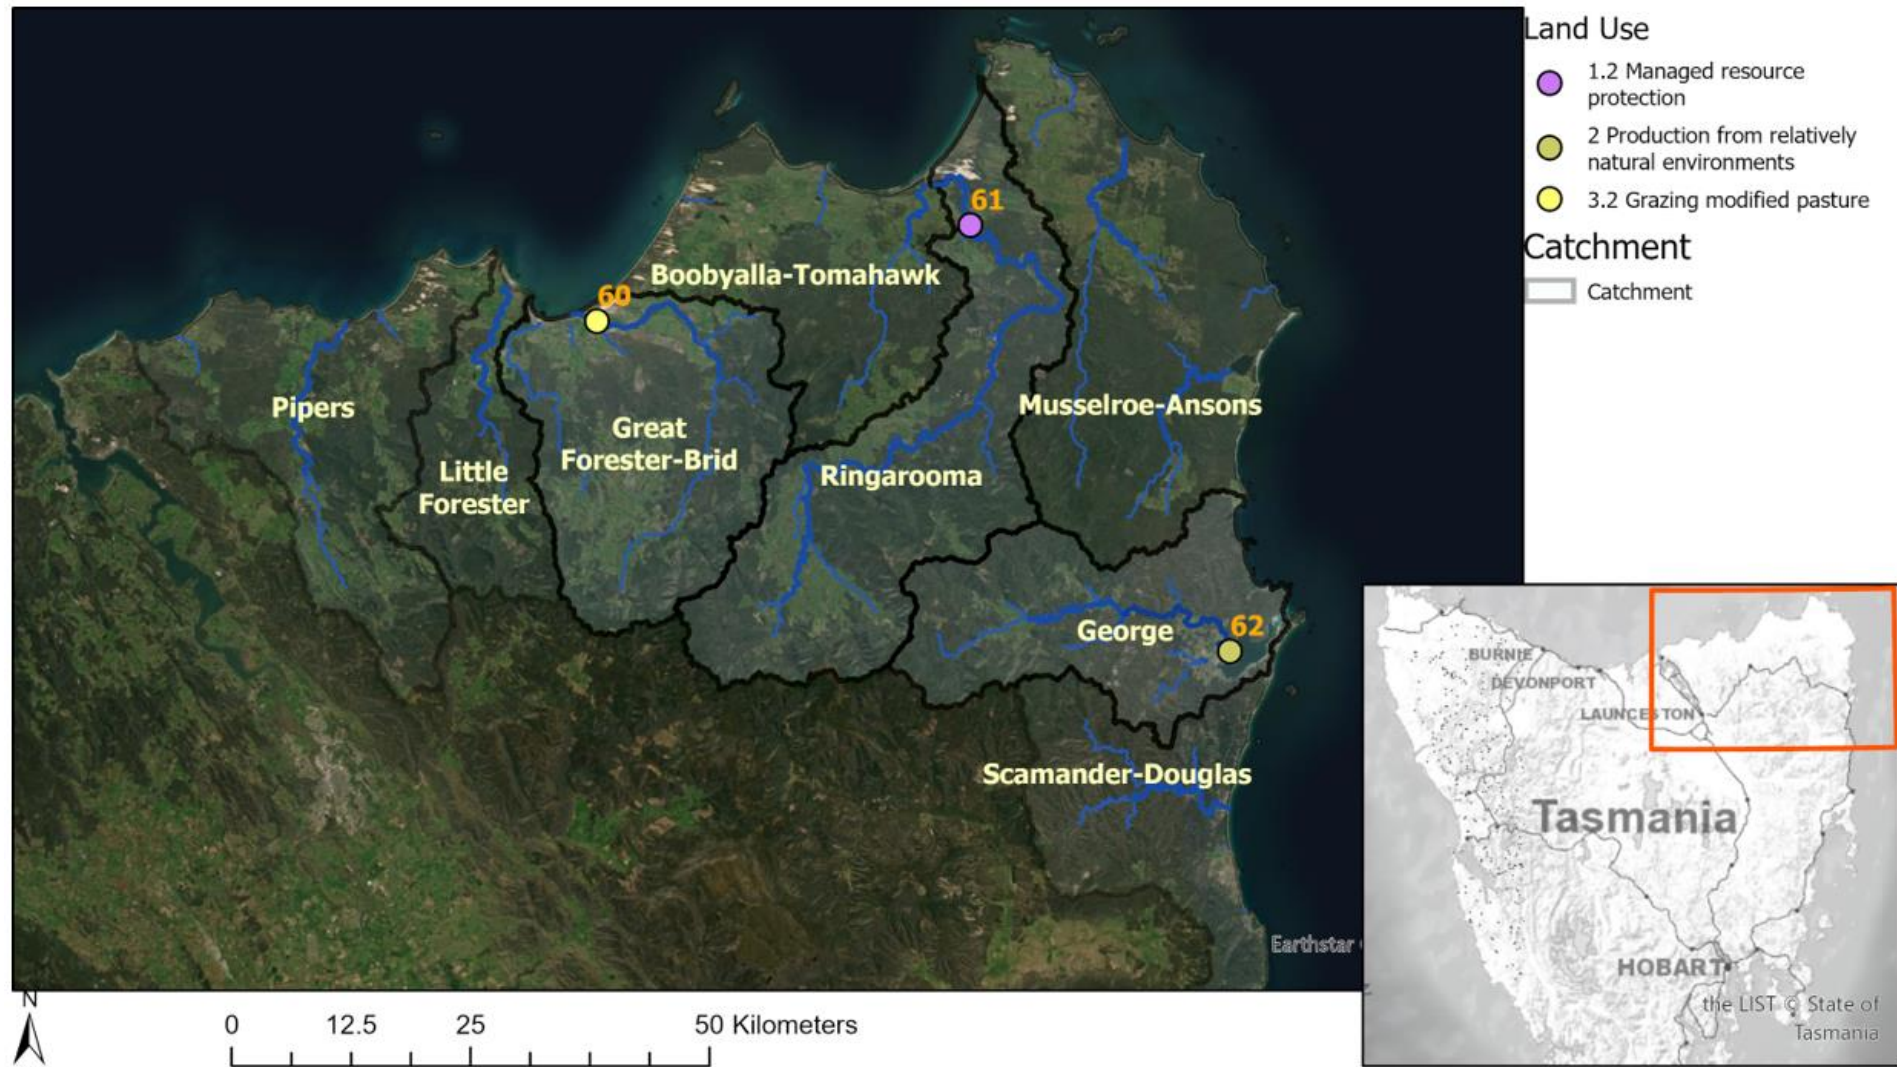 Land Use
1.2 Managed resource
protection
2 Production from relatively
natural environments
3.2 Grazing modified pasture
Catchment
Catchment
61
Boobyalla-Tomahawk
60
Pipers
Musselroe-Ansons
Great
Forester-Brid
Little
Forester
Ringarooma
George
62
Scamander-Douglas
Earthstar
BURNIE
DEVONPORT
LAUNCESTON
Tasmania
HOBART
the LIST © State of
Tasmania
N
0 12.5 25 50 Kilometers